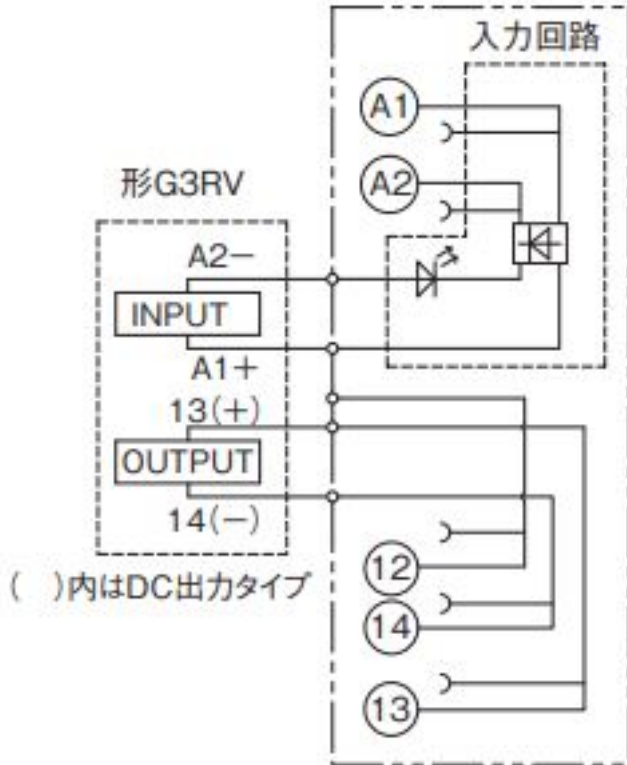 入力回路
A1
A2
形G3RV
A2−
INPUT
A1+
13(+)
OUTPUT
14(−)
( )内はDC出力タイプ
12
14
13